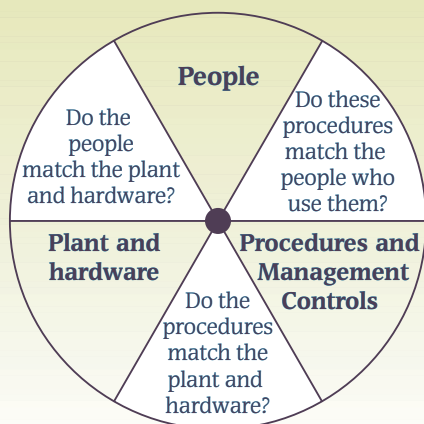 People
Do these
procedures
match the
people who
use them?
Procedures and
Management
Controls
Do the
procedures
match the
plant and
hardware?
Plant and
hardware
Do the
people
match the plant
and hardware?